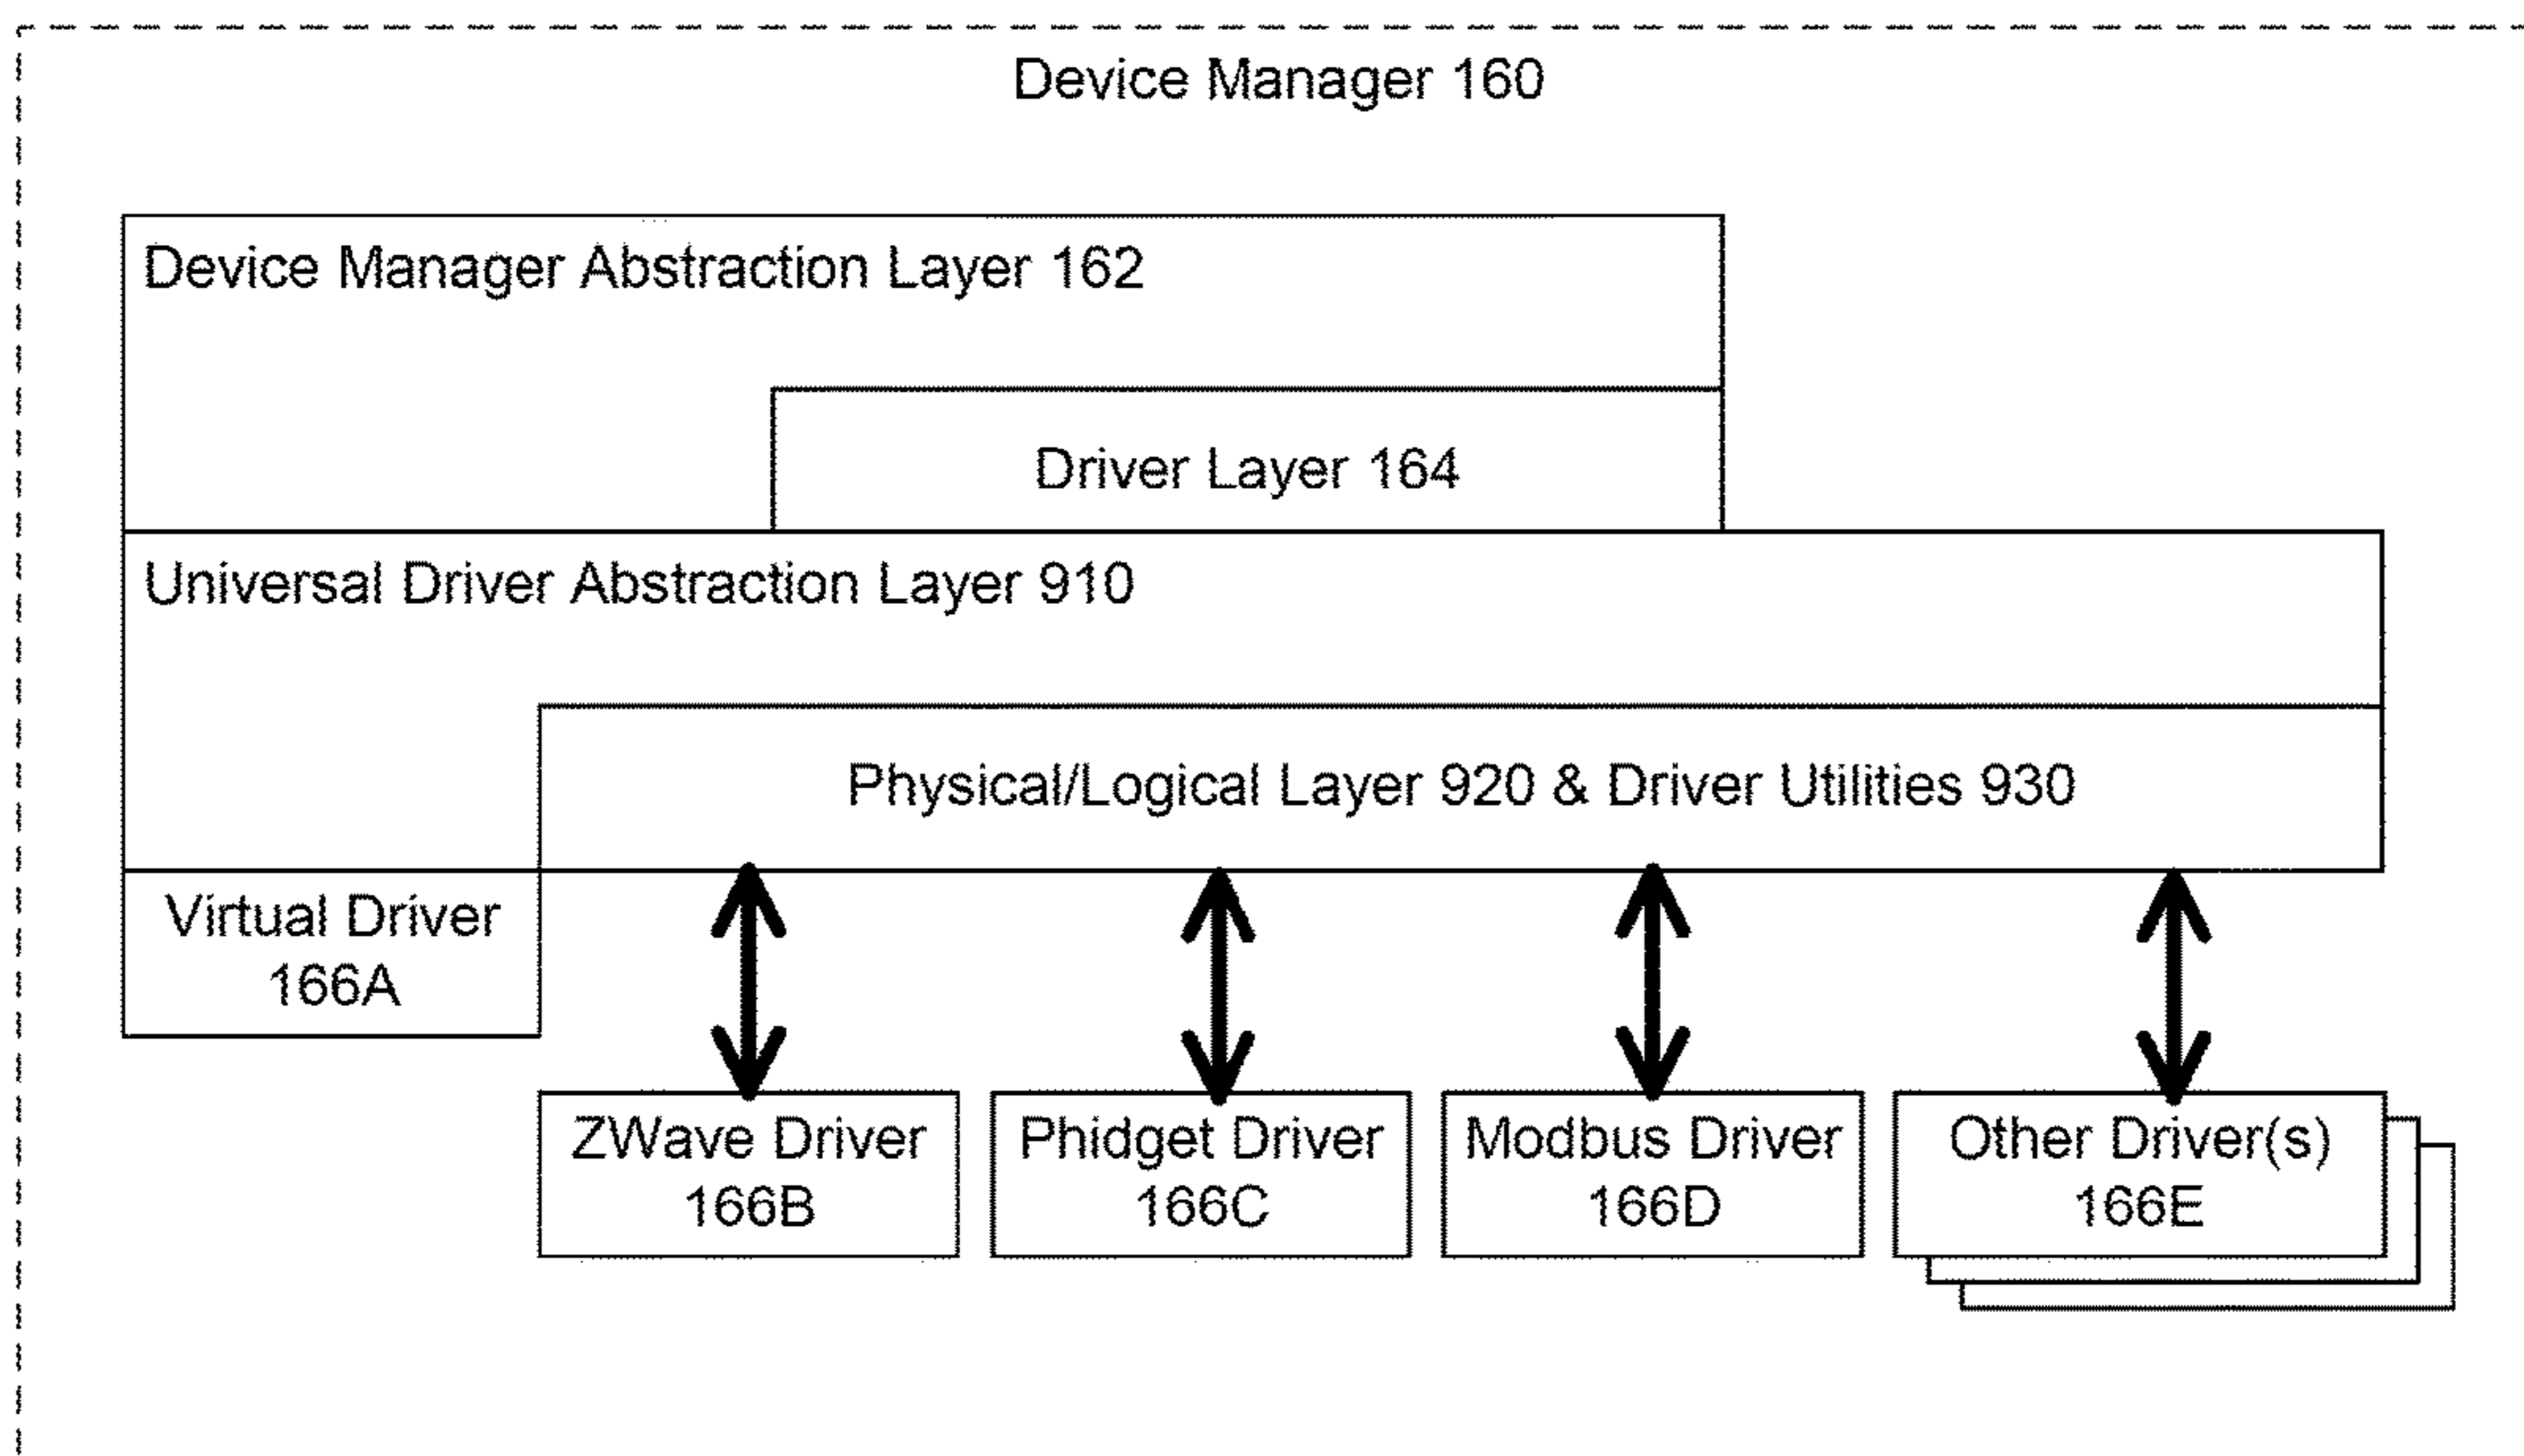 Device Manager 160
Device Manager Abstraction Layer 162
Driver Layer 164
Universal Driver Abstraction Layer 910
Physical/Logical Layer 920 & Driver Utilities 930
Virtual Driver
166A
ZWave Driver
166B
Phidget Driver
166C
Modbus Driver
166D
Other Driver(s)
166E